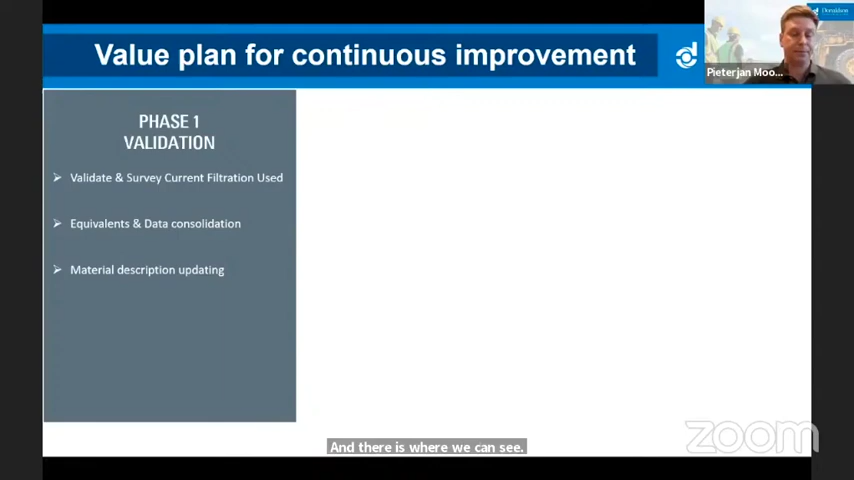 Value plan for continuous improvement
Donaldson
Pieterjan Moo...
PHASE 1
VALIDATION
Validate & Survey Current Filtration Used
Equivalents & Data consolidation
Material description updating
And there is where we can see.
zoom